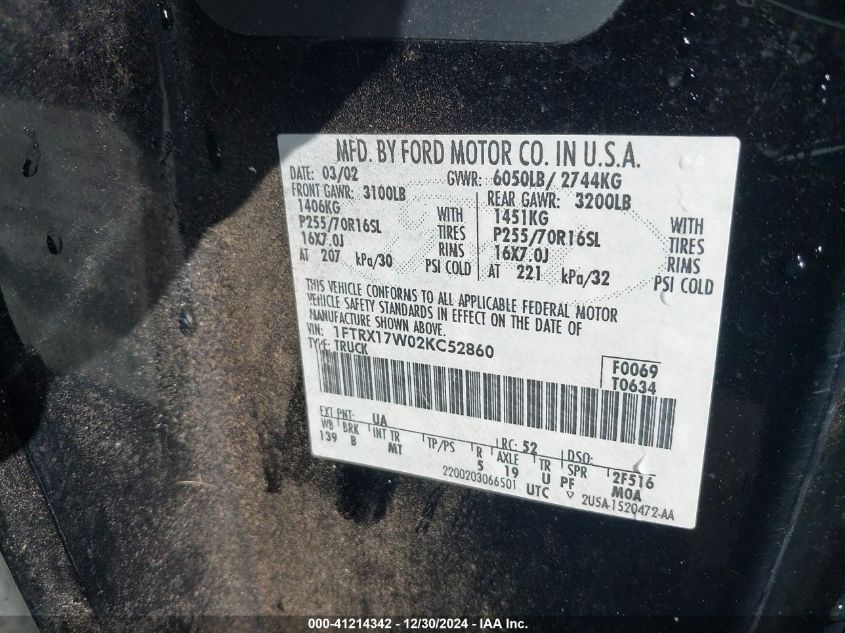 MFD. BY FORD MOTOR CO. IN U.S.A.
DATE: 03/02 GVWR: 6050LB/ 2744KG
FRONT GAWR: 3100LB REAR GAWR: 3200LB
1406KG WITH 1451KG WITH
P255/70R16SL TIRES P255/70R16SL TIRES
16X7.0J RIMS 16X7.0J RIMS
AT 207 kPa/30 PSI COLD AT 221 kPa/32 PSI COLD
THIS VEHICLE CONFORMS TO ALL APPLICABLE FEDERAL MOTOR
VEHICLE SAFETY STANDARDS IN EFFECT ON THE DATE OF
MANUFACTURE SHOWN ABOVE.
VIN: 1FTRX17W02KC52860
TYPE: TRUCK
F0069
T0634
EXT PNT: UA RC: 52 DSO:
WB BRK INT TR TP/PS R AXLE TR SPR 2F516
139 B MT 5 19 U PF MOA
2200203066501 UTC ▽ 2U5A-1520472-AA
000-41214342 - 12/30/2024 - IAA Inc.